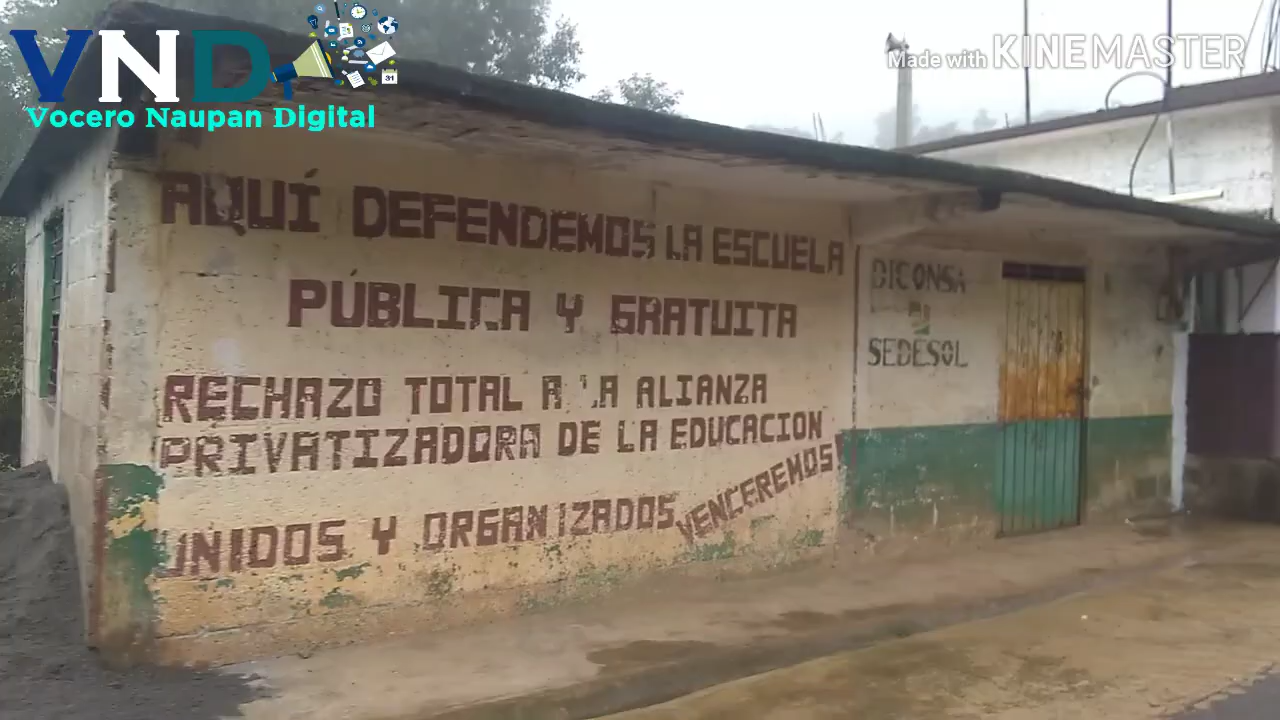 VND
Vocero Naupan Digital
Made with KINEMASTER
AQUÍ DEFENDEMOS LA ESCUELA
PÚBLICA Y GRATUITA
RECHAZO TOTAL A LA ALIANZA
PRIVATIZADORA DE LA EDUCACION
UNIDOS Y ORGANIZADOS VENCEREMOS!
DICONSA
SEDESOL